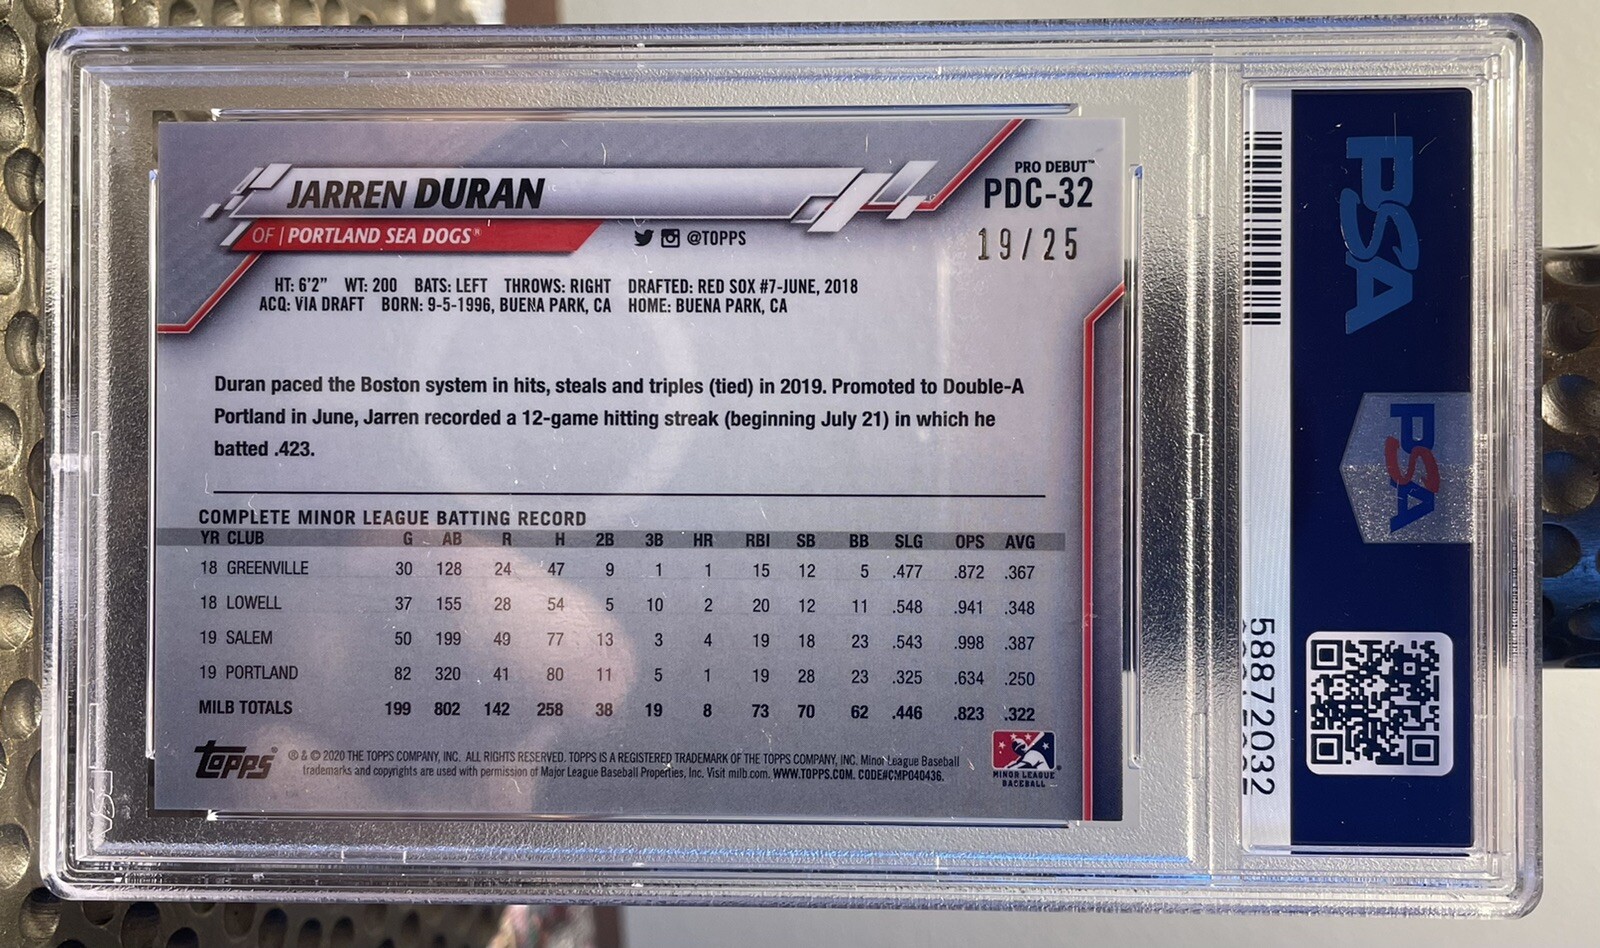 PRO DEBUT™
JARREN DURAN PDC-32
OF | PORTLAND SEA DOGS® @TOPPS 19/25
HT: 6'2" WT: 200 BATS: LEFT THROWS: RIGHT DRAFTED: RED SOX #7-JUNE, 2018
ACQ: VIA DRAFT BORN: 9-5-1996, BUENA PARK, CA HOME: BUENA PARK, CA
Duran paced the Boston system in hits, steals and triples (tied) in 2019. Promoted to Double-A
Portland in June, Jarren recorded a 12-game hitting streak (beginning July 21) in which he
batted .423.
COMPLETE MINOR LEAGUE BATTING RECORD
YR CLUB G AB R H 2B 3B HR RBI SB BB SLG OPS AVG
18 GREENVILLE 30 128 24 47 9 1 1 15 12 5 .477 .872 .367
18 LOWELL 37 155 28 54 5 10 2 20 12 11 .548 .941 .348
19 SALEM 50 199 49 77 13 3 4 19 18 23 .543 .998 .387
19 PORTLAND 82 320 41 80 11 5 1 19 28 23 .325 .634 .250
MILB TOTALS 199 802 142 258 38 19 8 73 70 62 .446 .823 .322
Topps ® & © 2020 THE TOPPS COMPANY, INC. ALL RIGHTS RESERVED. TOPPS IS A REGISTERED TRADEMARK OF THE TOPPS COMPANY, INC. Minor League Baseball
trademarks and copyrights are used with permission of Major League Baseball Properties, Inc. Visit milb.com. WWW.TOPPS.COM. CODE#CMP040436.
MINOR LEAGUE
BASEBALL
PSA
PSA
58872032
PSA